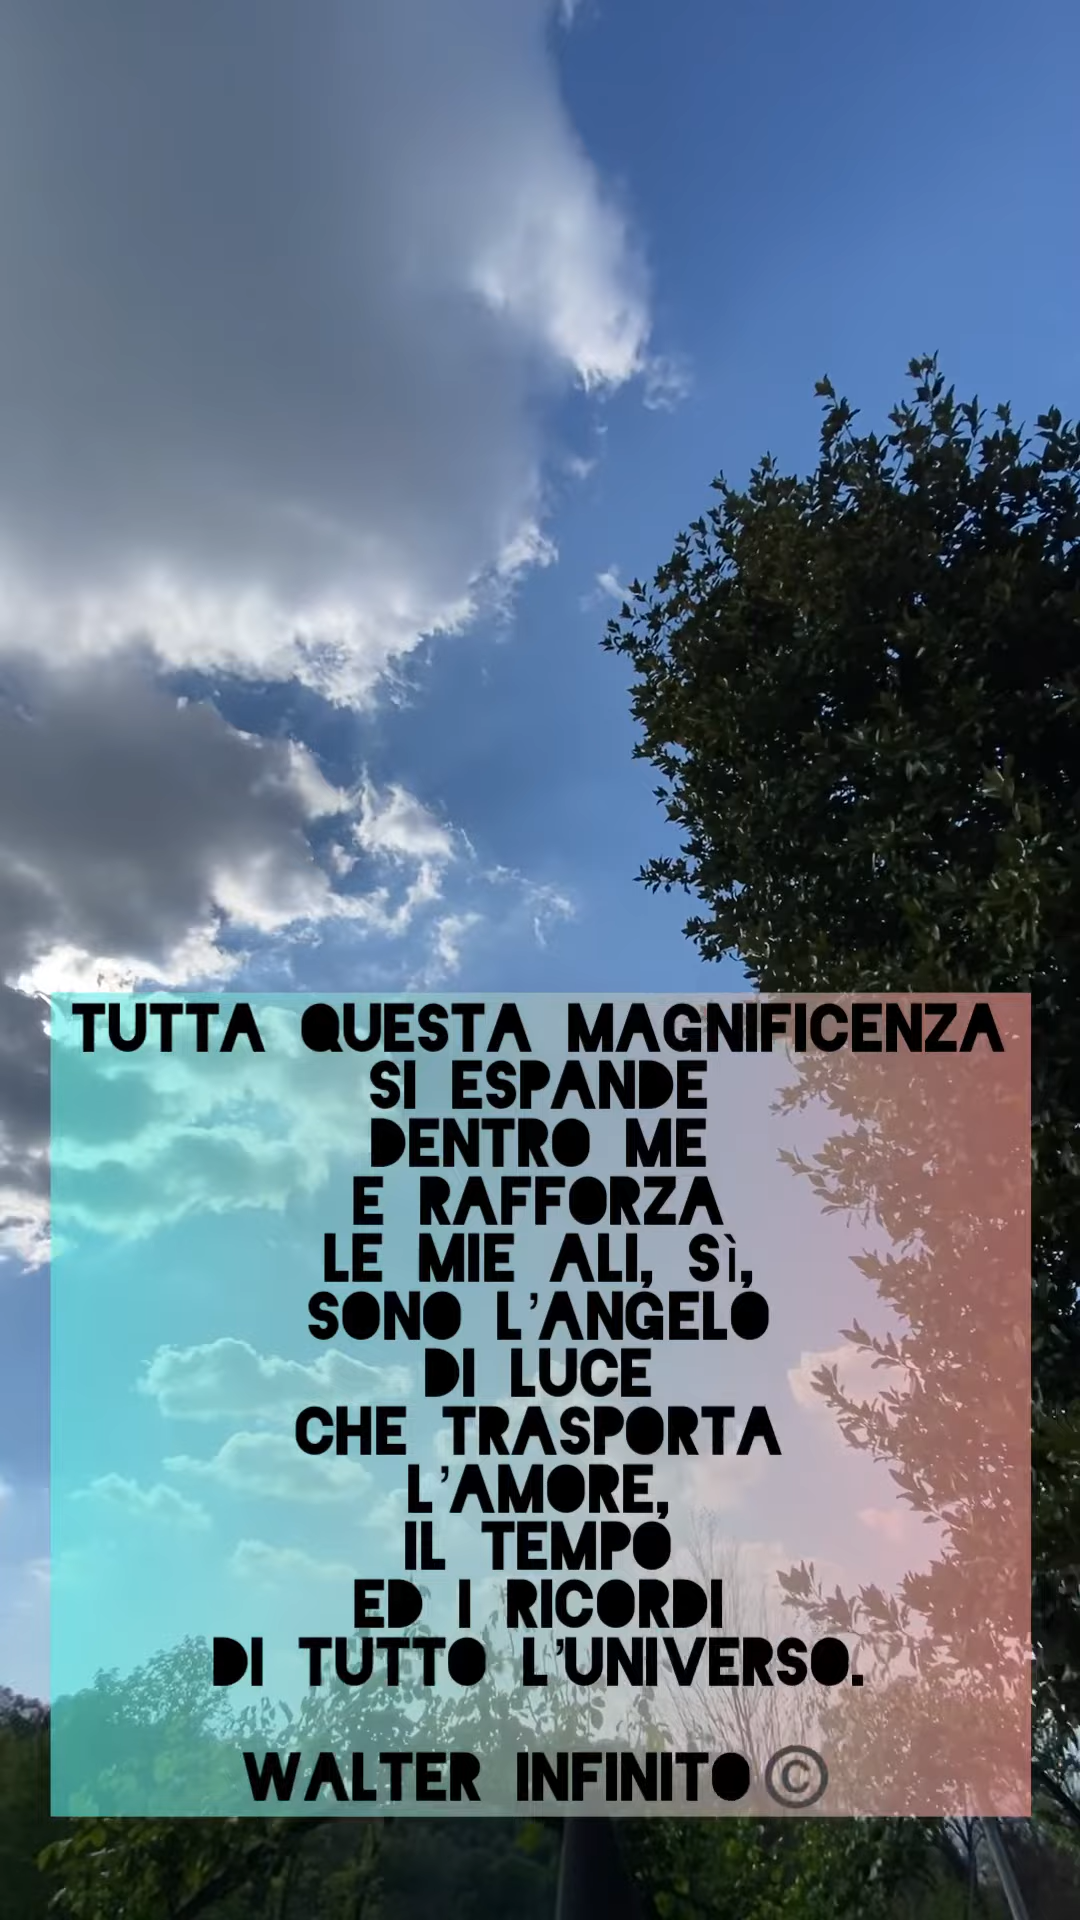 TUTTA QUESTA MAGNIFICENZA
SI ESPANDE
DENTRO ME
E RAFFORZA
LE MIE ALI, SÌ,
SONO L'ANGELO
DI LUCE
CHE TRASPORTA
L'AMORE,
IL TEMPO
ED I RICORDI
DI TUTTO L'UNIVERSO.
WALTER INFINITO©